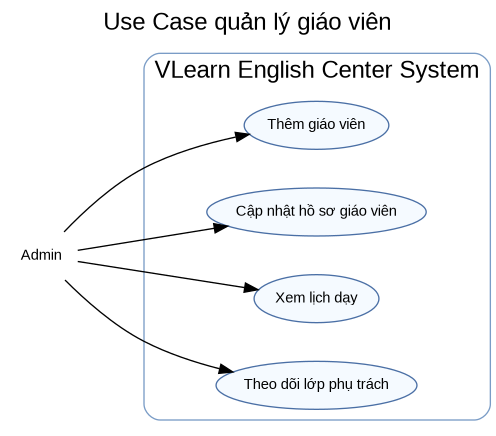 Use Case quản lý giáo viên
VLearn English Center System
Thêm giáo viên
Cập nhật hồ sơ giáo viên
Admin
Xem lịch dạy
Theo dõi lớp phụ trách